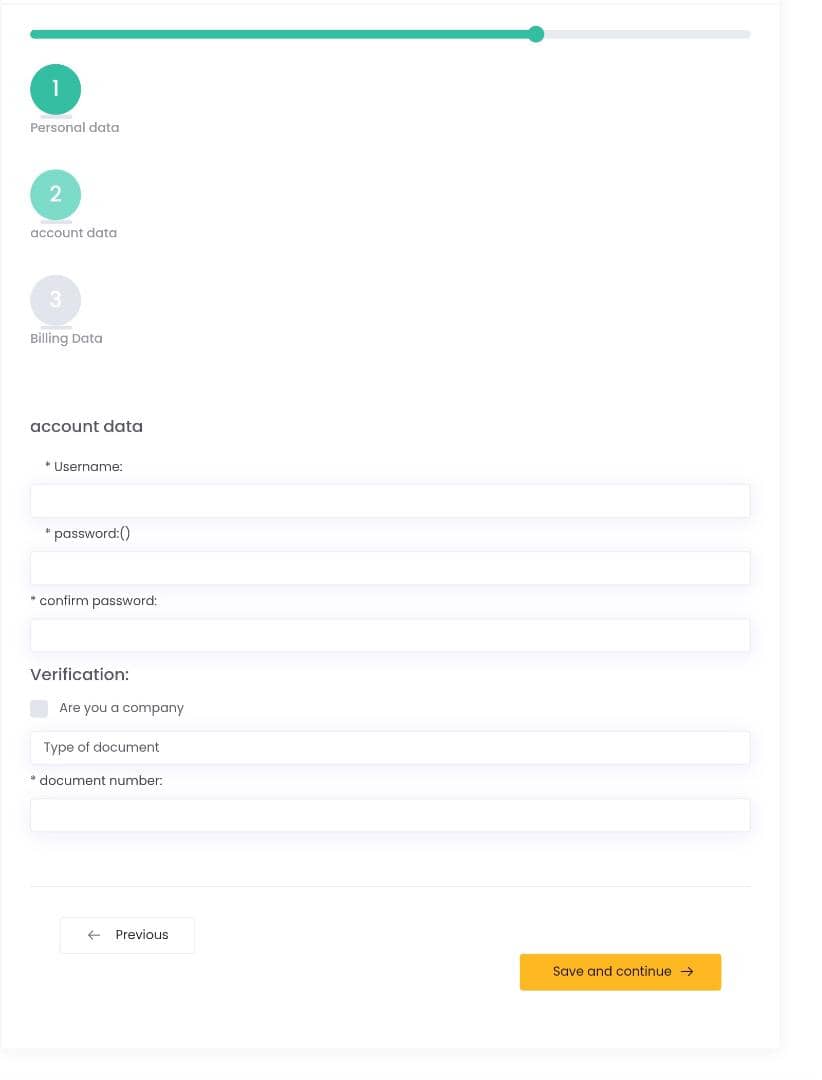 1
Personal data
2
account data
3
Billing Data
account data
* Username:
* password:()
* confirm password:
Verification:
Are you a company
Type of document
* document number:
← Previous
Save and continue →